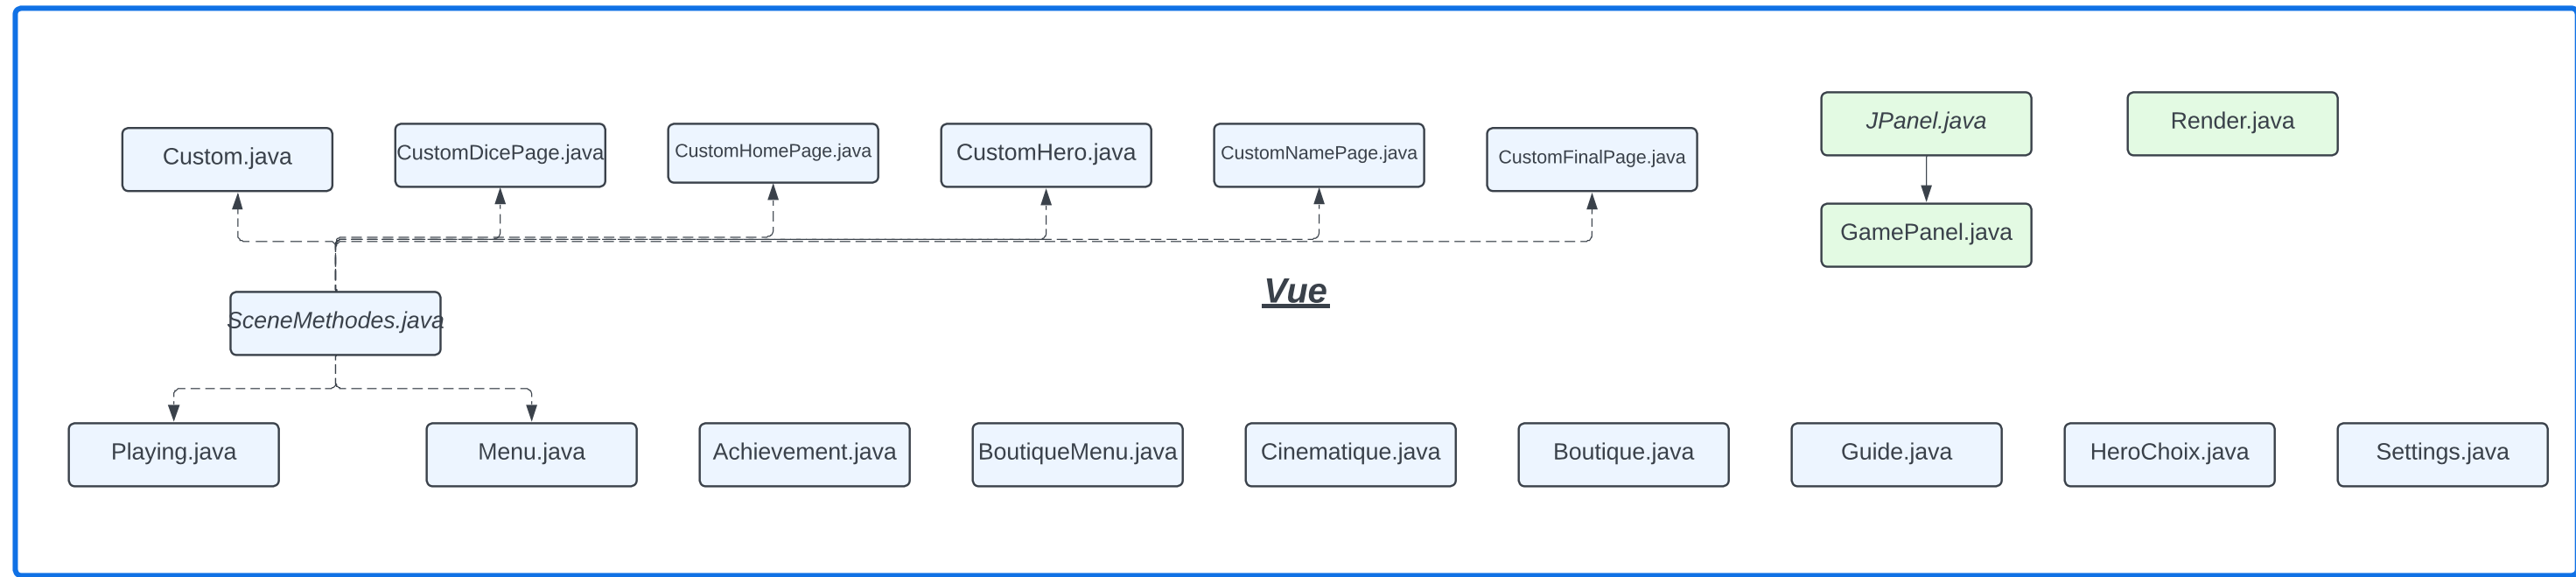 JPanel.java
Render.java
Custom.java
CustomDicePage.java
CustomHomePage.java
CustomHero.java
CustomNamePage.java
CustomFinalPage.java
GamePanel.java
Vue
SceneMethodes.java
Playing.java
Menu.java
Achievement.java
BoutiqueMenu.java
Cinematique.java
Boutique.java
Guide.java
HeroChoix.java
Settings.java